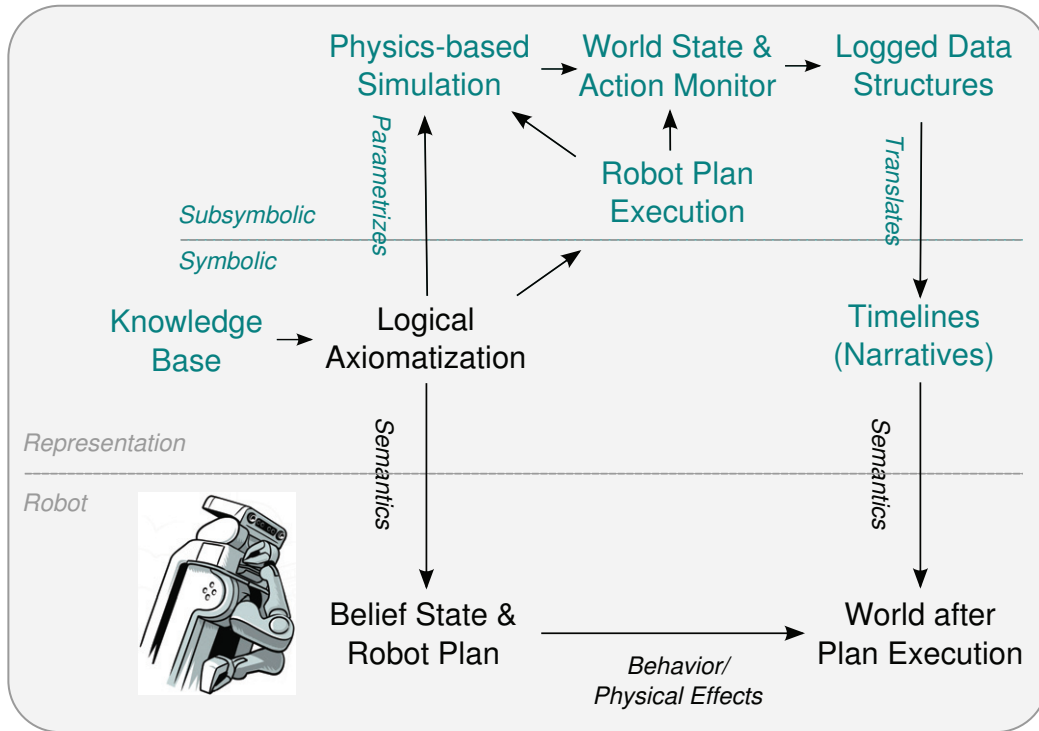 Physics-based
Simulation
World State &
Action Monitor
Logged Data
Structures
Parametrizes
Robot Plan
Execution
Translates
Subsymbolic
Symbolic
Knowledge
Base
Logical
Axiomatization
Timelines
(Narratives)
Representation
Semantics
Semantics
Robot
Belief State &
Robot Plan
Behavior/
Physical Effects
World after
Plan Execution